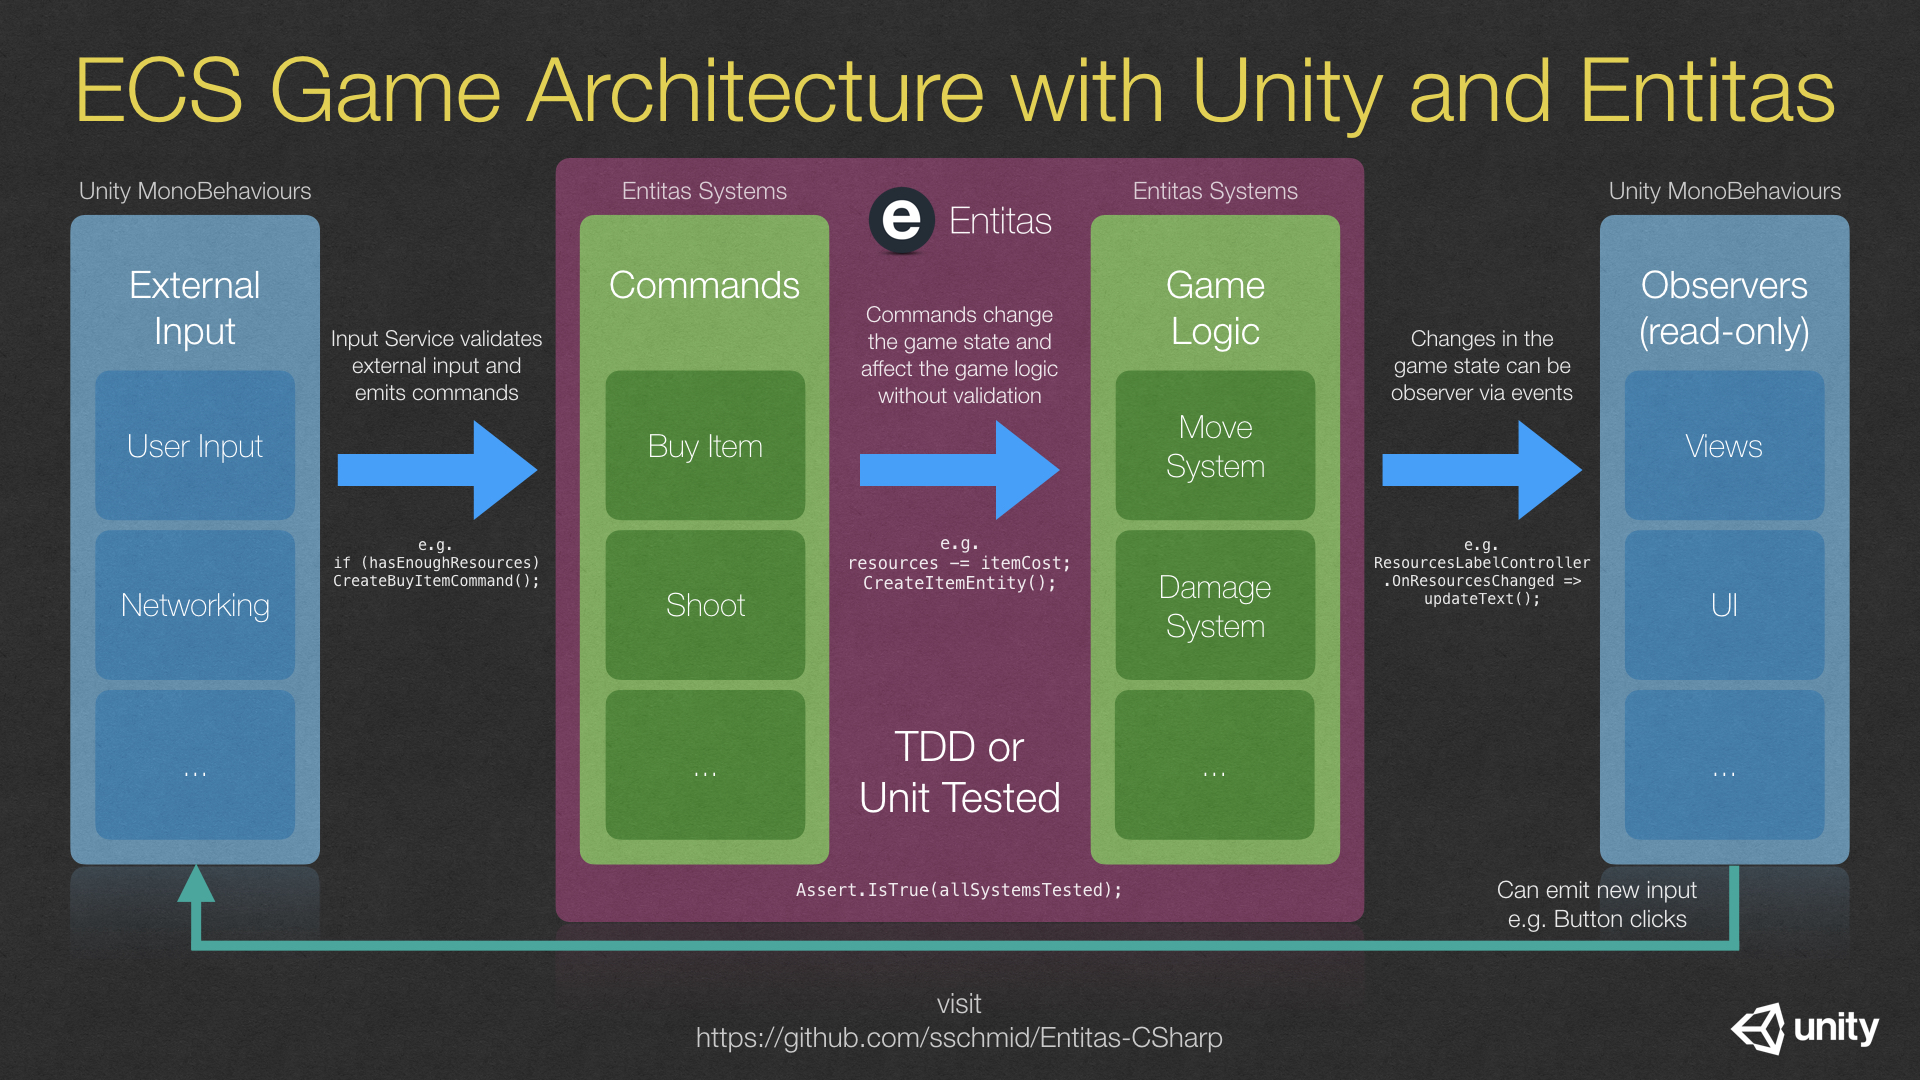 ECS Game Architecture with Unity and Entitas
Unity MonoBehaviours
External
Input
User Input
Networking
...
Input Service validates
external input and
emits commands
e.g.
if (hasEnoughResources)
CreateBuyItemCommand();
Entitas Systems
Commands
Buy Item
Shoot
...
e Entitas
Commands change
the game state and
affect the game logic
without validation
e.g.
resources -= itemCost;
CreateItemEntity();
TDD or
Unit Tested
Assert.IsTrue(allSystemsTested);
Entitas Systems
Game
Logic
Move
System
Damage
System
...
Changes in the
game state can be
observer via events
e.g.
ResourcesLabelController
.OnResourcesChanged =>
updateText();
Unity MonoBehaviours
Observers
(read-only)
Views
UI
...
Can emit new input
e.g. Button clicks
visit
https://github.com/sschmid/Entitas-CSharp
unity